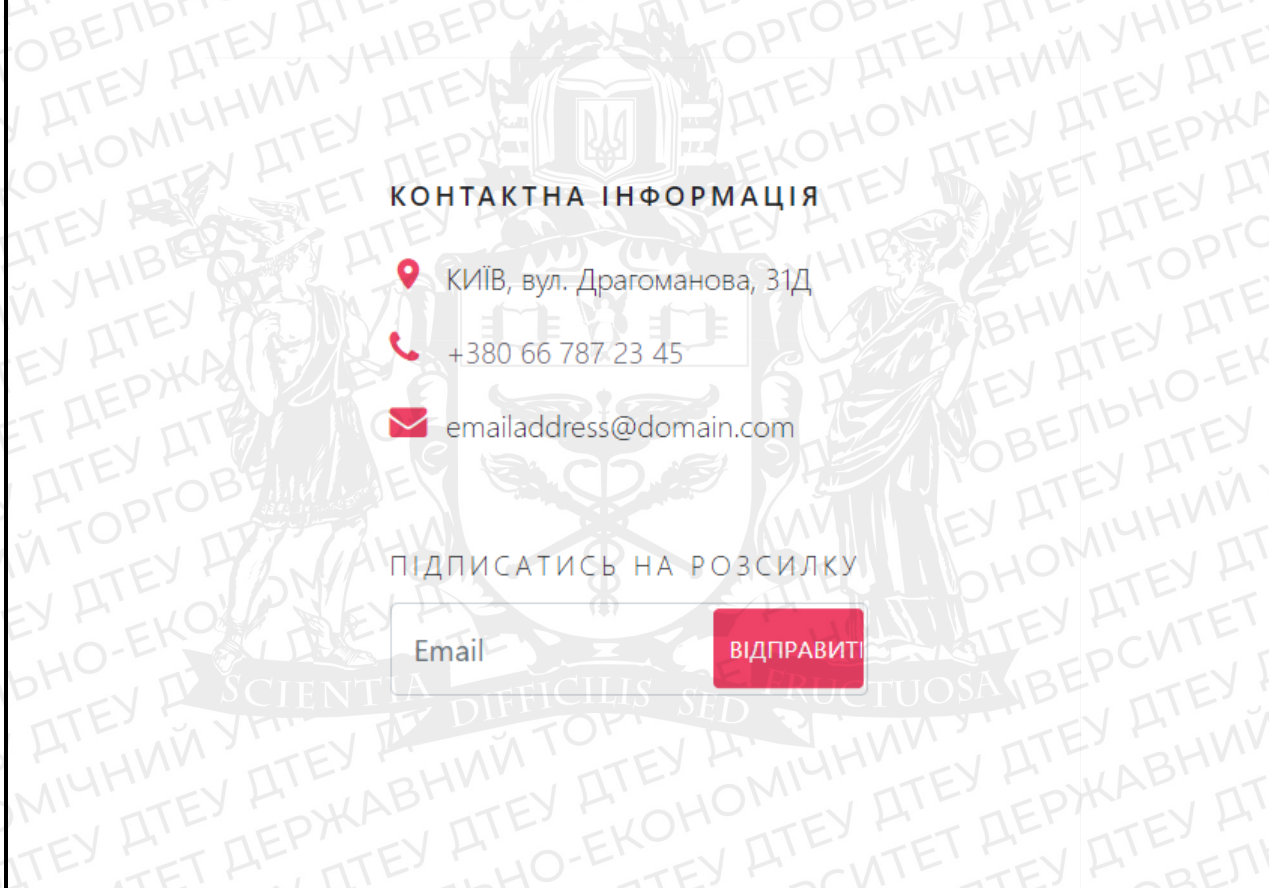 КОНТАКТНА ІНФОРМАЦІЯ
КИЇВ, вул. Драгоманова, 31Д
+380 66 787 23 45
emailaddress@domain.com
ПІДПИСАТИСЬ НА РОЗСИЛКУ
Email
ВІДПРАВИТІ
SCIENTIA DIFFICILIS SED FRUCTUOSA